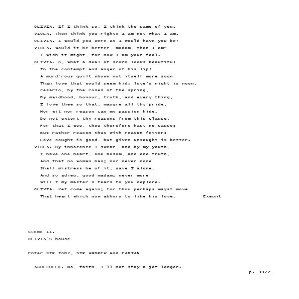 OLIVIA. If I think so, I think the same of you.
VIOLA. Then think you right: I am not what I am.
OLIVIA. I would you were as I would have you be!
VIOLA. Would it be better, madam, than I am?
I wish it might, for now I am your fool.
OLIVIA. O, what a deal of scorn looks beautiful
In the contempt and anger of his lip!
A murd'rous guilt shows not itself more soon
Than love that would seem hid: love's night is noon.
Cesario, by the roses of the spring,
By maidhood, honour, truth, and every thing,
I love thee so that, maugre all thy pride,
Nor wit nor reason can my passion hide.
Do not extort thy reasons from this clause,
For that I woo, thou therefore hast no cause;
But rather reason thus with reason fetter:
Love sought is good, but given unsought is better.
VIOLA. By innocence I swear, and by my youth,
I have one heart, one bosom, and one truth,
And that no woman has; nor never none
Shall mistress be of it, save I alone.
And so adieu, good madam; never more
Will I my master's tears to you deplore.
OLIVIA. Yet come again; for thou perhaps mayst move
That heart which now abhors to like his love. Exeunt
SCENE II.
OLIVIA'S house
Enter SIR TOBY, SIR ANDREW and FABIAN
AGUECHEEK. No, faith, I'll not stay a jot longer.